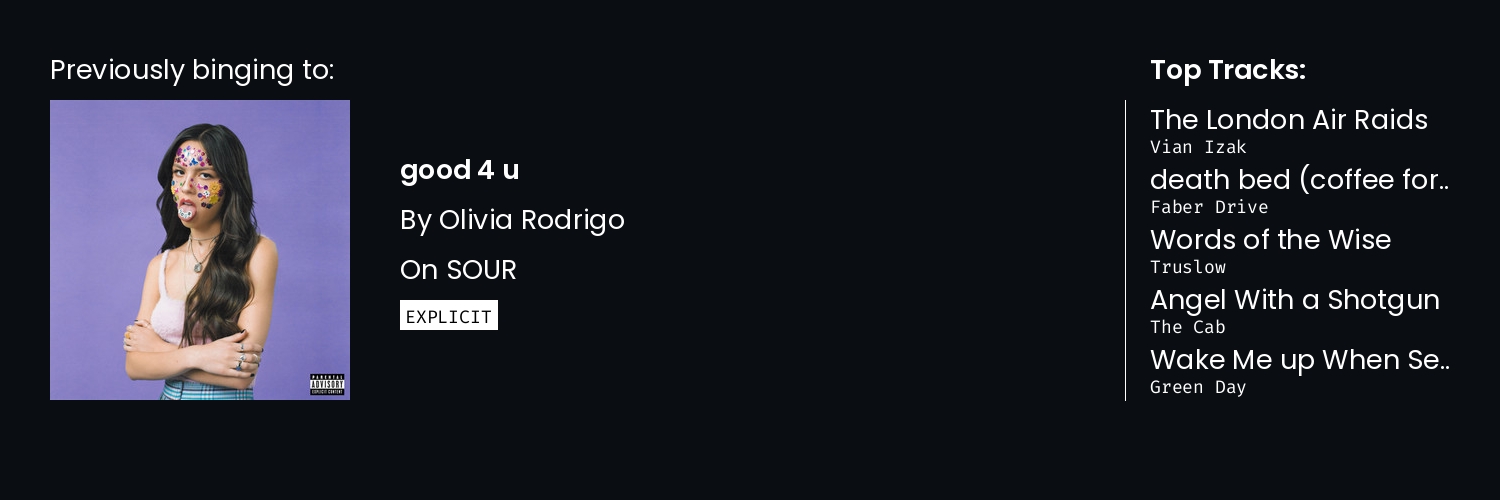 Previously binging to:
good 4 u
By Olivia Rodrigo
On SOUR
EXPLICIT
PARENTAL
ADVISORY
EXPLICIT CONTENT
Top Tracks:
The London Air Raids
Vian Izak
death bed (coffee for..
Faber Drive
Words of the Wise
Truslow
Angel With a Shotgun
The Cab
Wake Me up When Se..
Green Day